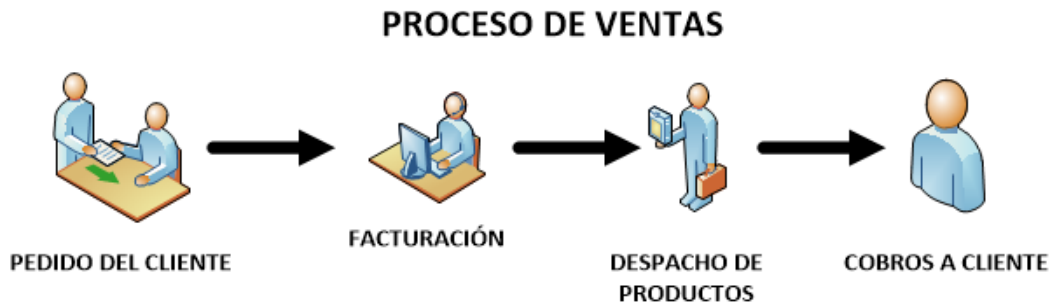 PROCESO DE VENTAS
PEDIDO DEL CLIENTE
FACTURACIÓN
DESPACHO DE
PRODUCTOS
COBROS A CLIENTE